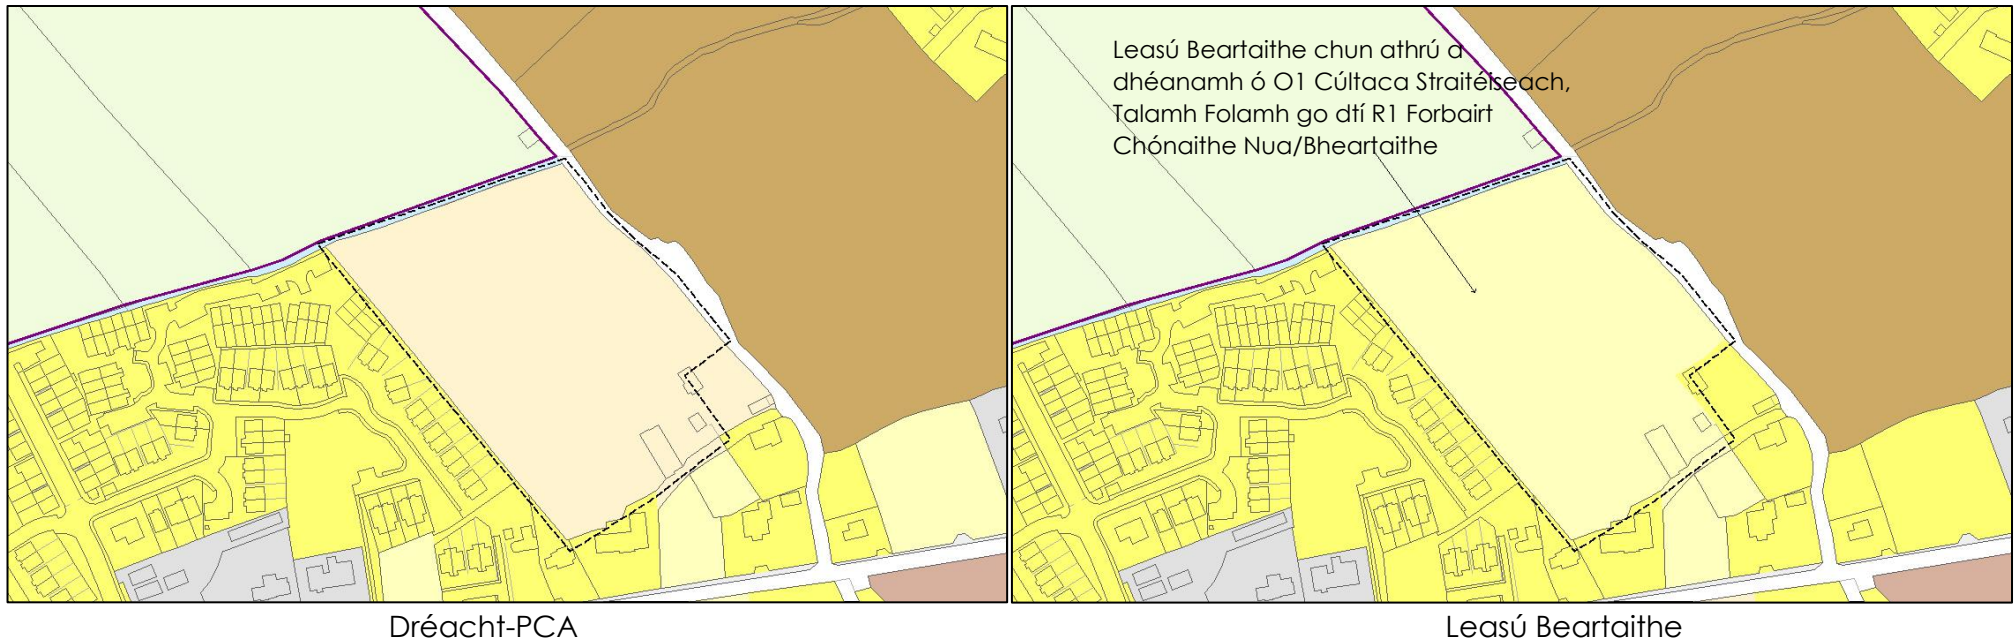 Leasú Beartaithe chun athrú a
dhéanamh ó O1 Cúltaca Straitéiseach,
Talamh Folamh go dtí R1 Forbairt
Chónaithe Nua/Bheartaithe
Dréacht-PCA
Leasú Beartaithe